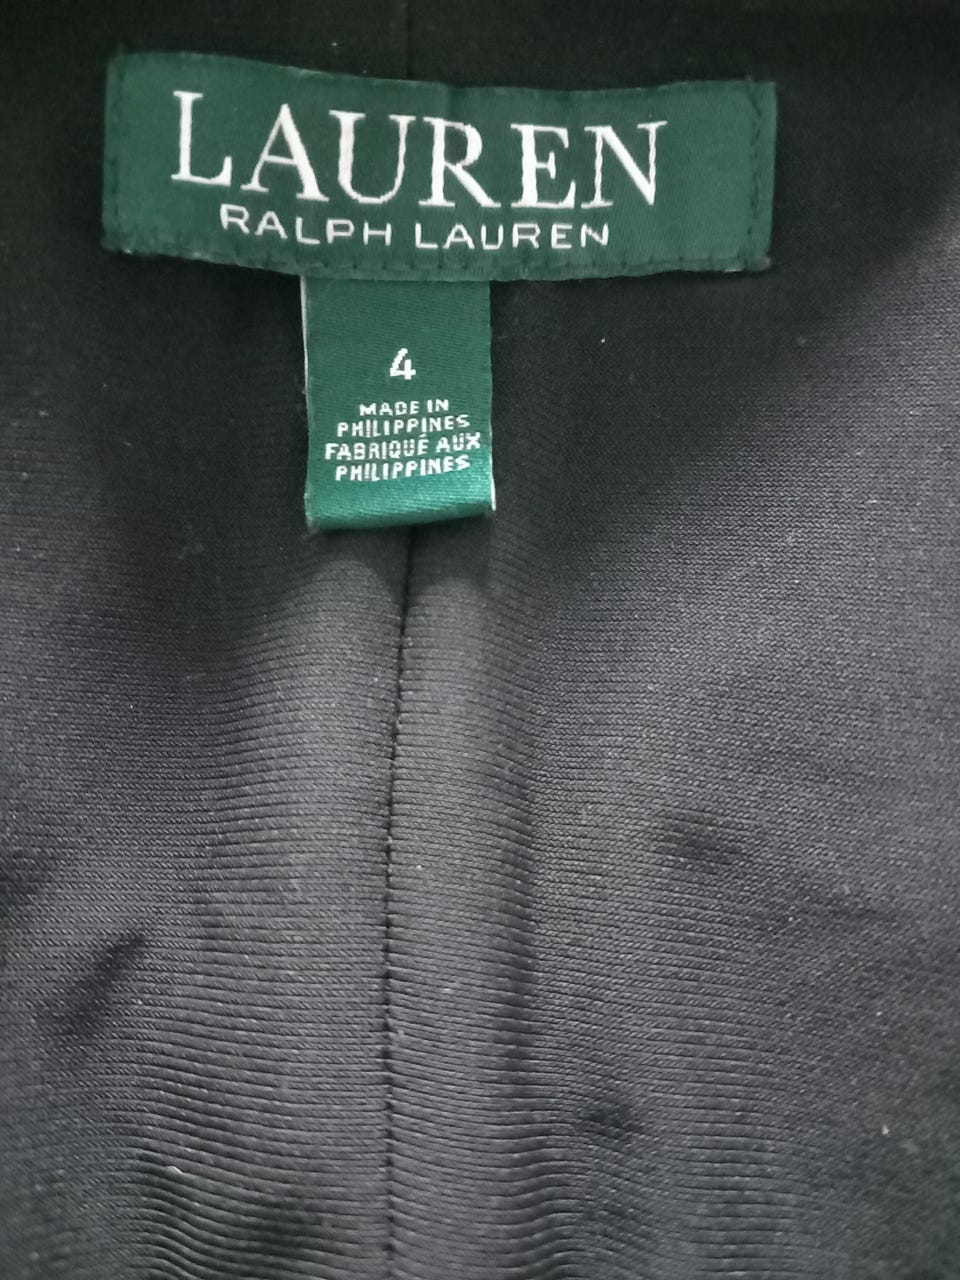 LAUREN
RALPH LAUREN
4
MADE IN
PHILIPPINES
FABRIQUÉ AUX
PHILIPPINES